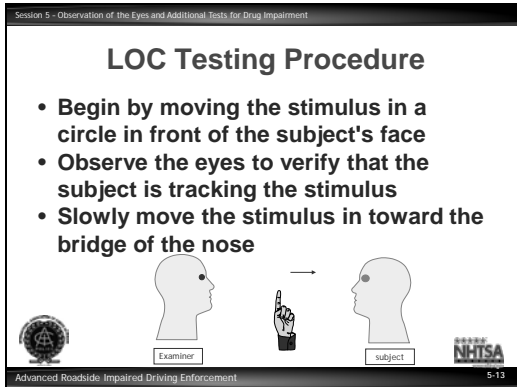 Session 5 - Observation of the Eyes and Additional Tests for Drug Impairment
LOC Testing Procedure
• Begin by moving the stimulus in a
circle in front of the subject's face
• Observe the eyes to verify that the
subject is tracking the stimulus
• Slowly move the stimulus in toward the
bridge of the nose
Examiner
subject
NHTSA
Advanced Roadside Impaired Driving Enforcement
5-13